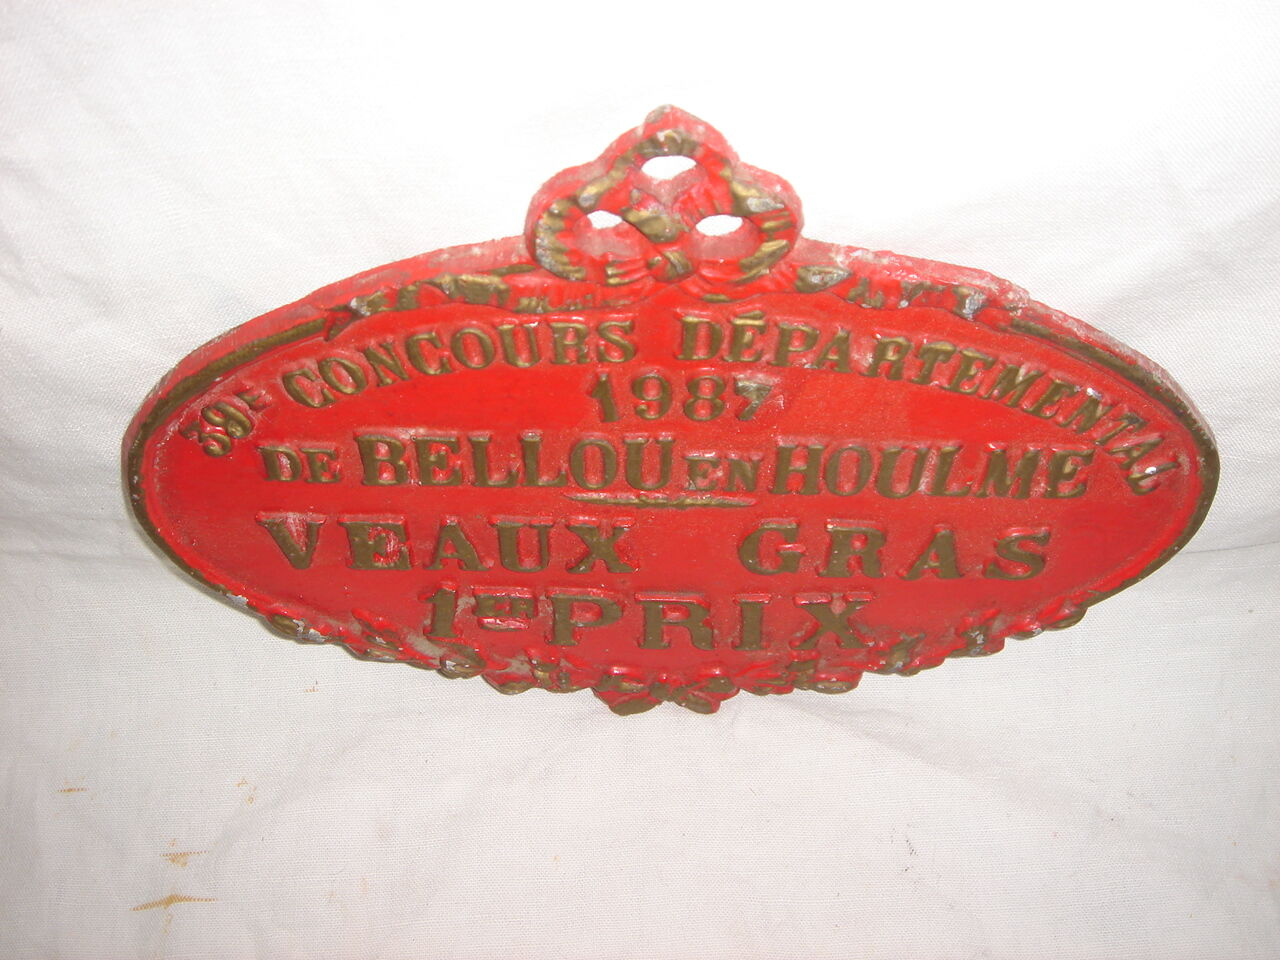 39E CONCOURS DÉPARTEMENTAL
1987
DE BELLOU EN HOULME
VEAUX GRAS
1ER PRIX